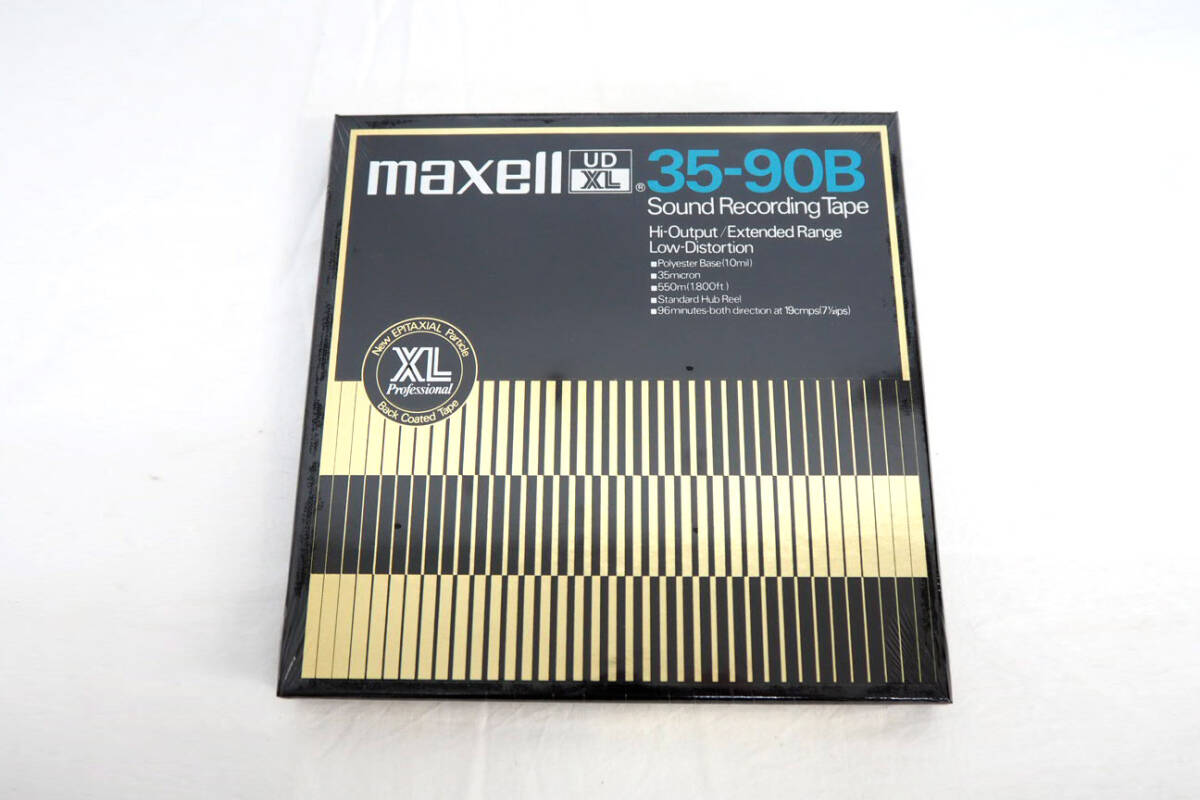 maxell UD XL® 35-90B
Sound Recording Tape
Hi-Output/Extended Range
Low-Distortion
■Polyester Base(1.0mil)
■35micron
■550m(1,800ft.)
■Standard Hub Reel
■96minutes-both direction at 19cmps(7½ips)
New EPITAXIAL Particle
XL
Professional
Back Coated Tape